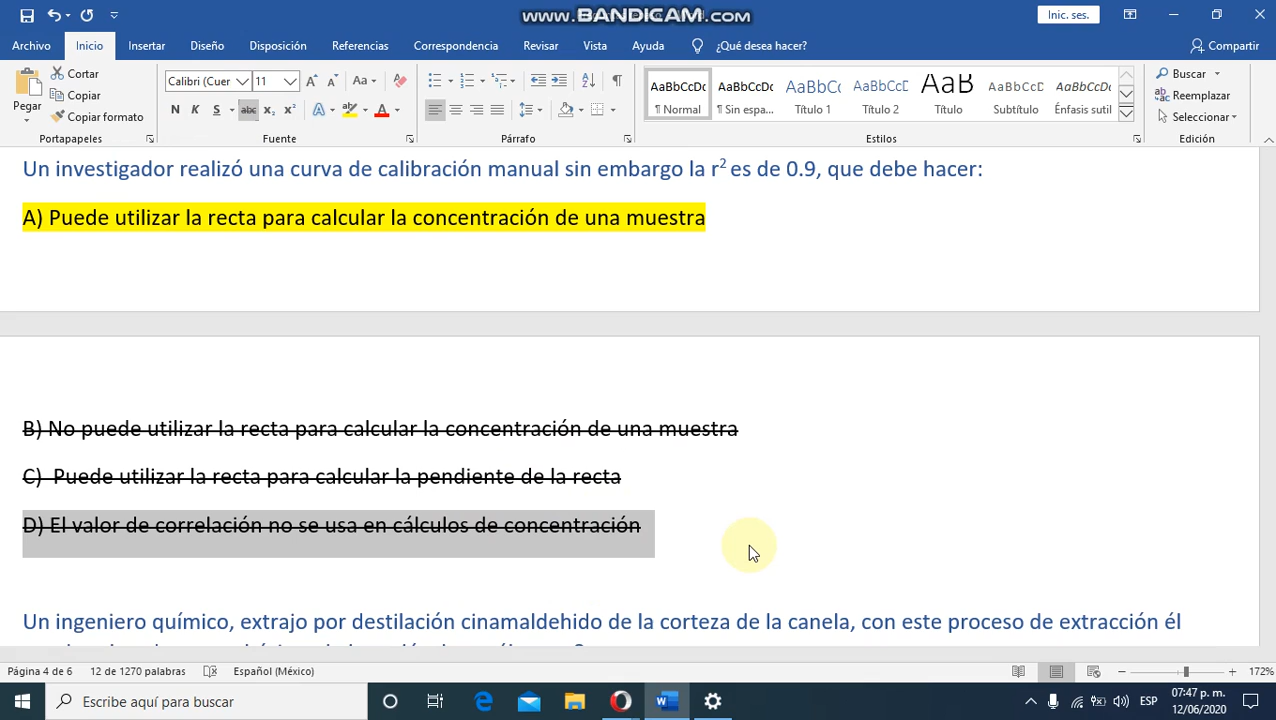 www.BANDICAM.com
Inic. ses.
Archivo Inicio Insertar Diseño Disposición Referencias Correspondencia Revisar Vista Ayuda ¿Qué desea hacer? Compartir
Pegar
Cortar
Copiar
Copiar formato
Portapapeles
Calibri (Cuer 11
N K S abc x₂ x²
Fuente
Párrafo
AaBbCcDc AaBbCcDc AaBbCc AaBbCcD AaB AaBbCcD AaBbCcDc
¶ Normal ¶ Sin espa... Título 1 Título 2 Título Subtítulo Énfasis sutil
Estilos
Buscar
Reemplazar
Seleccionar
Edición
Un investigador realizó una curva de calibración manual sin embargo la r² es de 0.9, que debe hacer:
A) Puede utilizar la recta para calcular la concentración de una muestra
B) No puede utilizar la recta para calcular la concentración de una muestra
C) Puede utilizar la recta para calcular la pendiente de la recta
D) El valor de correlación no se usa en cálculos de concentración
Un ingeniero químico, extrajo por destilación cinamaldehido de la corteza de la canela, con este proceso de extracción él
Página 4 de 6 12 de 1270 palabras Español (México) 172%
Escribe aquí para buscar
ESP
07:47 p. m.
12/06/2020